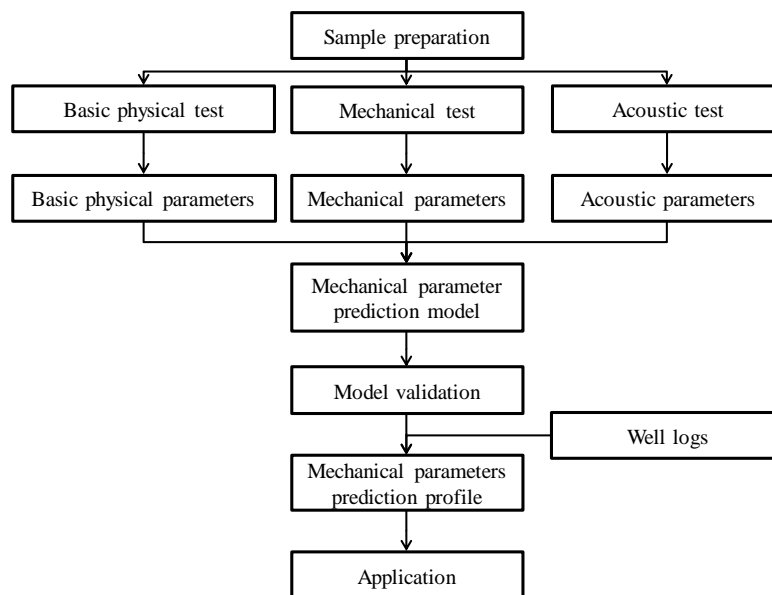 Sample preparation
Basic physical test
Mechanical test
Acoustic test
Basic physical parameters
Mechanical parameters
Acoustic parameters
Mechanical parameter
prediction model
Model validation
Well logs
Mechanical parameters
prediction profile
Application